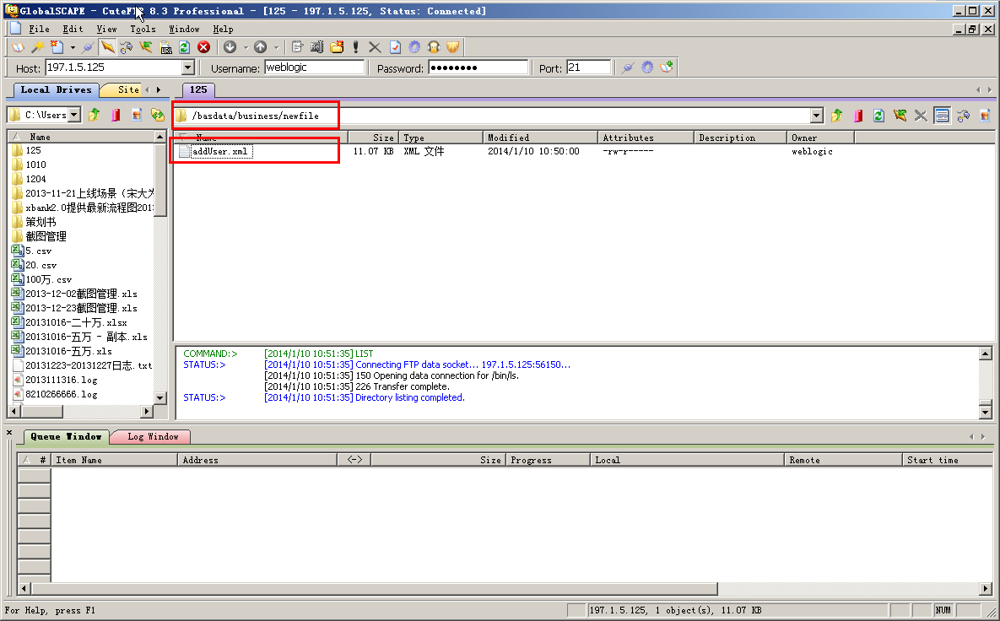 GlobalSCAPE - CuteFTP 8.3 Professional - [125 - 197.1.5.125, Status: Connected]
File Edit View Tools Window Help
URL
Host: 197.1.5.125 Username: weblogic Password: ●●●●●●●● Port: 21
Local Drives Site 125
C:\Users /basdata/business/newfile
Name
Name Size Type Modified Attributes Description Owner
addUser.xml 11.07 KB XML 文件 2014/1/10 10:50:00 -rw-r----- weblogic
125
1010
1204
2013-11-21上线场景（宋大为
xbank2.0提供最新流程图201
策划书
截图管理
5.csv
20.csv
100万.csv
2013-12-02截图管理.xls
2013-12-23截图管理.xls
20131016-二十万.xlsx
20131016-五万 - 副本.xls
20131016-五万.xls
20131223-20131227日志.txt
2013111316.log
8210266666.log
COMMAND:> [2014/1/10 10:51:35] LIST
STATUS:> [2014/1/10 10:51:35] Connecting FTP data socket... 197.1.5.125:56150...
[2014/1/10 10:51:35] 150 Opening data connection for /bin/ls.
[2014/1/10 10:51:35] 226 Transfer complete.
STATUS:> [2014/1/10 10:51:35] Directory listing completed.
Queue Window Log Window
# Item Name Address <-> Size Progress Local Remote Start time
For Help, press F1 197.1.5.125, 1 object(s), 11.07 KB NUM